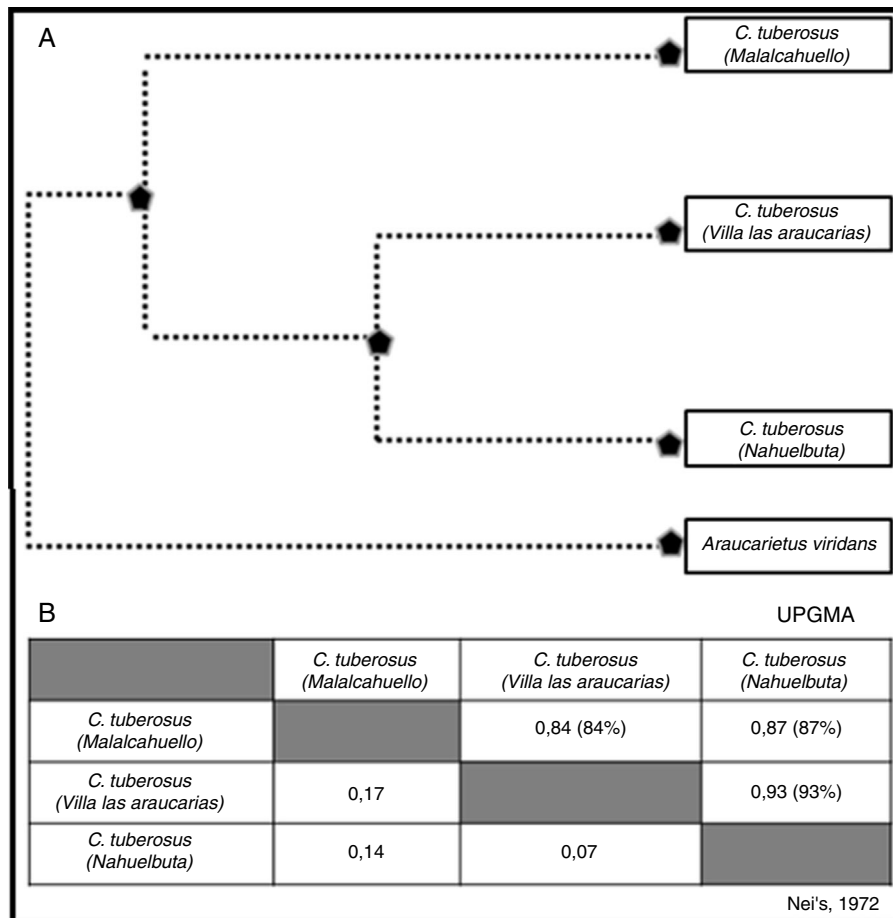 A
C. tuberosus
(Malalcahuello)
C. tuberosus
(Villa las araucarias)
C. tuberosus
(Nahuelbuta)
Araucarietus viridans
B
UPGMA
C. tuberosus
(Malalcahuello)
C. tuberosus
(Villa las araucarias)
C. tuberosus
(Nahuelbuta)
C. tuberosus
(Malalcahuello)
0,84 (84%)
0,87 (87%)
C. tuberosus
(Villa las araucarias)
0,17
0,93 (93%)
C. tuberosus
(Nahuelbuta)
0,14
0,07
Nei's, 1972